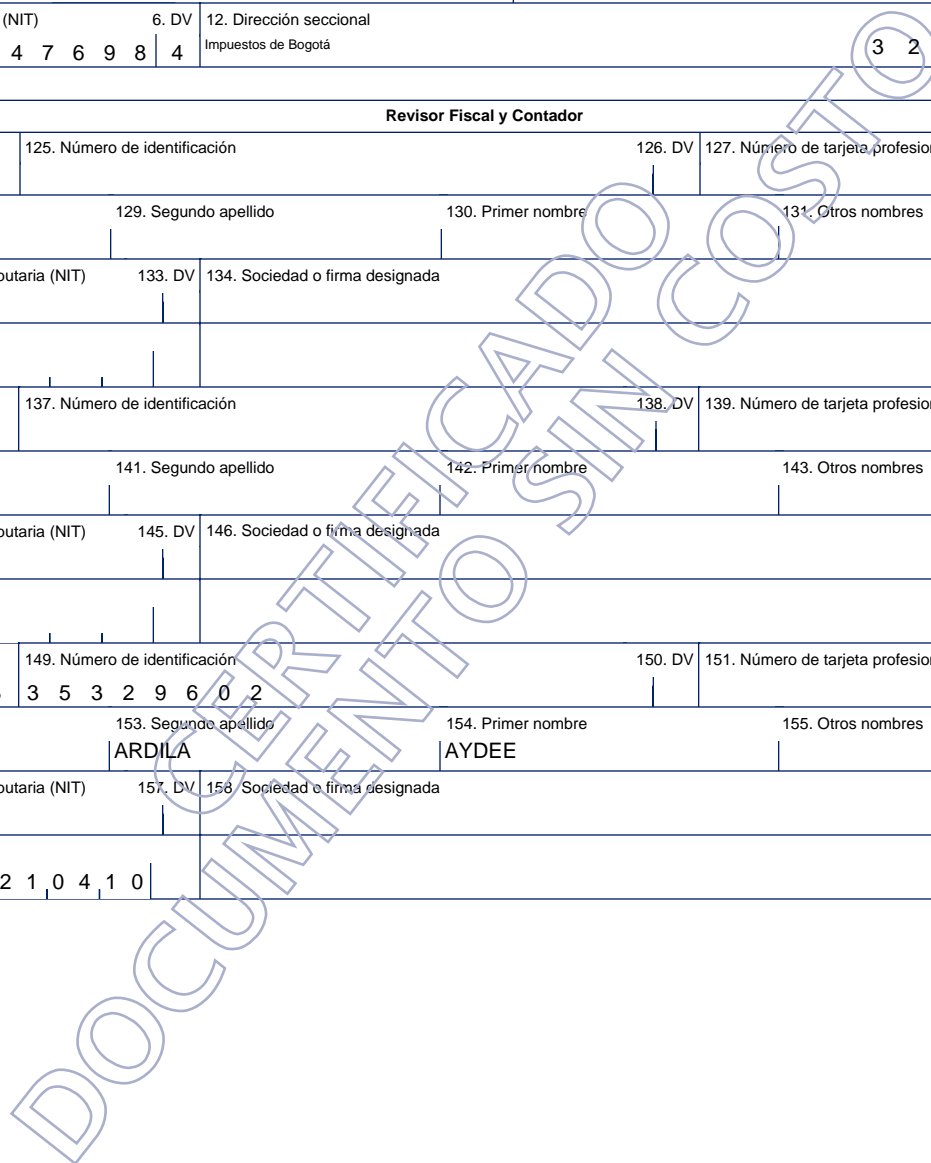 (NIT) 6. DV 12. Dirección seccional
4 7 6 9 8 4 Impuestos de Bogotá 3 2
Revisor Fiscal y Contador
125. Número de identificación 126. DV 127. Número de tarjeta profesion
129. Segundo apellido 130. Primer nombre 131. Otros nombres
butaria (NIT) 133. DV 134. Sociedad o firma designada
137. Número de identificación 138. DV 139. Número de tarjeta profesion
141. Segundo apellido 142. Primer nombre 143. Otros nombres
butaria (NIT) 145. DV 146. Sociedad o firma designada
149. Número de identificación 150. DV 151. Número de tarjeta profesion
3 5 3 2 9 6 0 2
153. Segundo apellido 154. Primer nombre 155. Otros nombres
ARDILA AYDEE
butaria (NIT) 157. DV 158. Sociedad o firma designada
2 1 0 4 1 0
CERTIFICADO
DOCUMENTO SIN COSTO